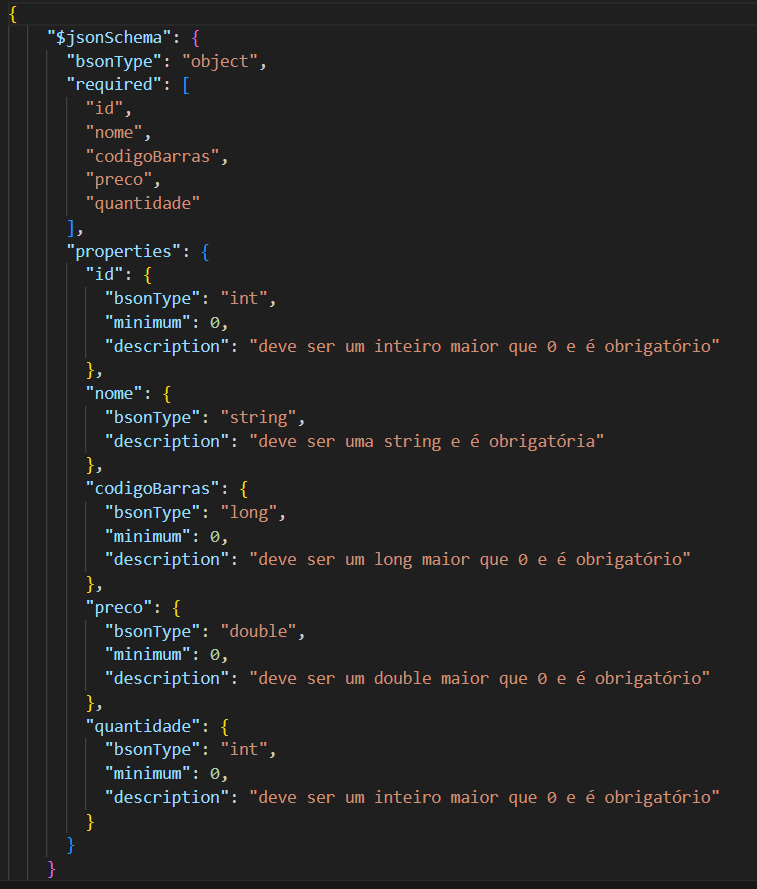 {
"$jsonSchema": {
"bsonType": "object",
"required": [
"id",
"nome",
"codigoBarras",
"preco",
"quantidade"
],
"properties": {
"id": {
"bsonType": "int",
"minimum": 0,
"description": "deve ser um inteiro maior que 0 e é obrigatório"
},
"nome": {
"bsonType": "string",
"description": "deve ser uma string e é obrigatória"
},
"codigoBarras": {
"bsonType": "long",
"minimum": 0,
"description": "deve ser um long maior que 0 e é obrigatório"
},
"preco": {
"bsonType": "double",
"minimum": 0,
"description": "deve ser um double maior que 0 e é obrigatório"
},
"quantidade": {
"bsonType": "int",
"minimum": 0,
"description": "deve ser um inteiro maior que 0 e é obrigatório"
}
}
}